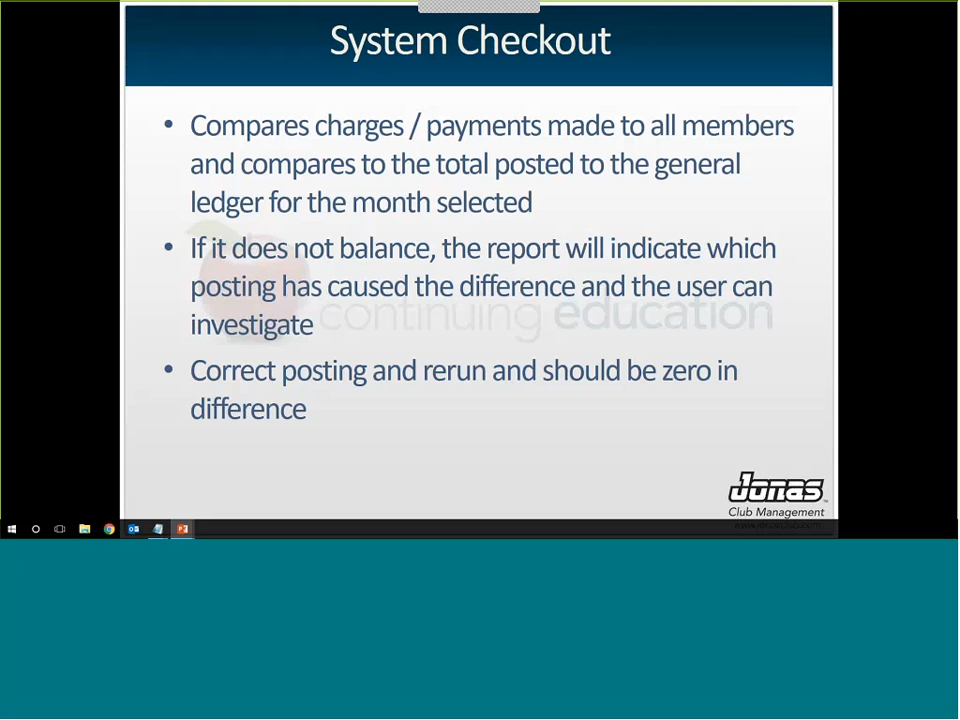 System Checkout
• Compares charges / payments made to all members
and compares to the total posted to the general
ledger for the month selected
• If it does not balance, the report will indicate which
posting has caused the difference and the user can
investigate
continuing education
• Correct posting and rerun and should be zero in
difference
Jonas
Club Management